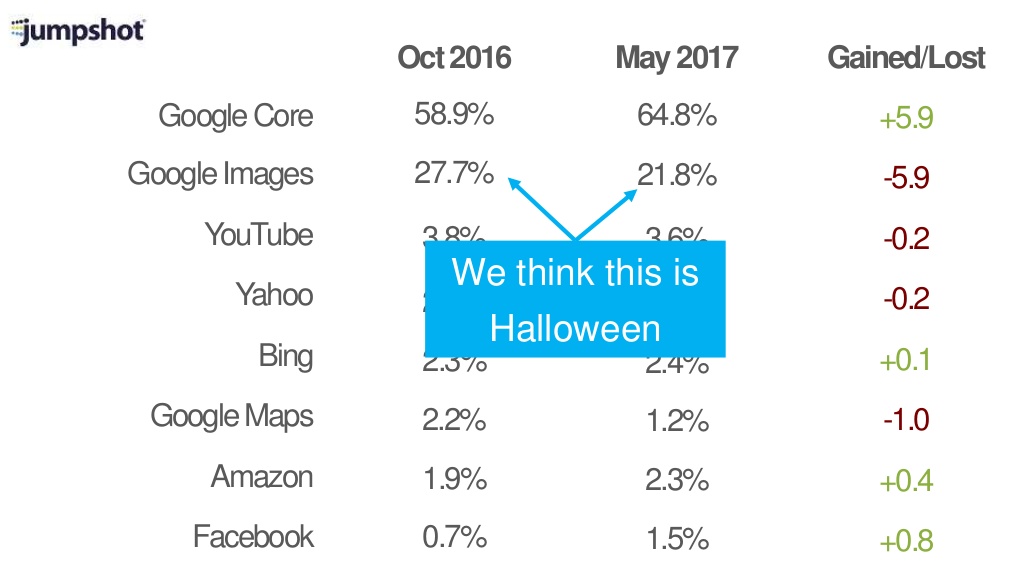 jumpshot
Oct 2016 May 2017 Gained/Lost
Google Core 58.9% 64.8% +5.9
Google Images 27.7% 21.8% -5.9
YouTube 3.8% 3.6% -0.2
We think this is
Yahoo -0.2
Halloween
Bing 2.3% 2.4% +0.1
Google Maps 2.2% 1.2% -1.0
Amazon 1.9% 2.3% +0.4
Facebook 0.7% 1.5% +0.8